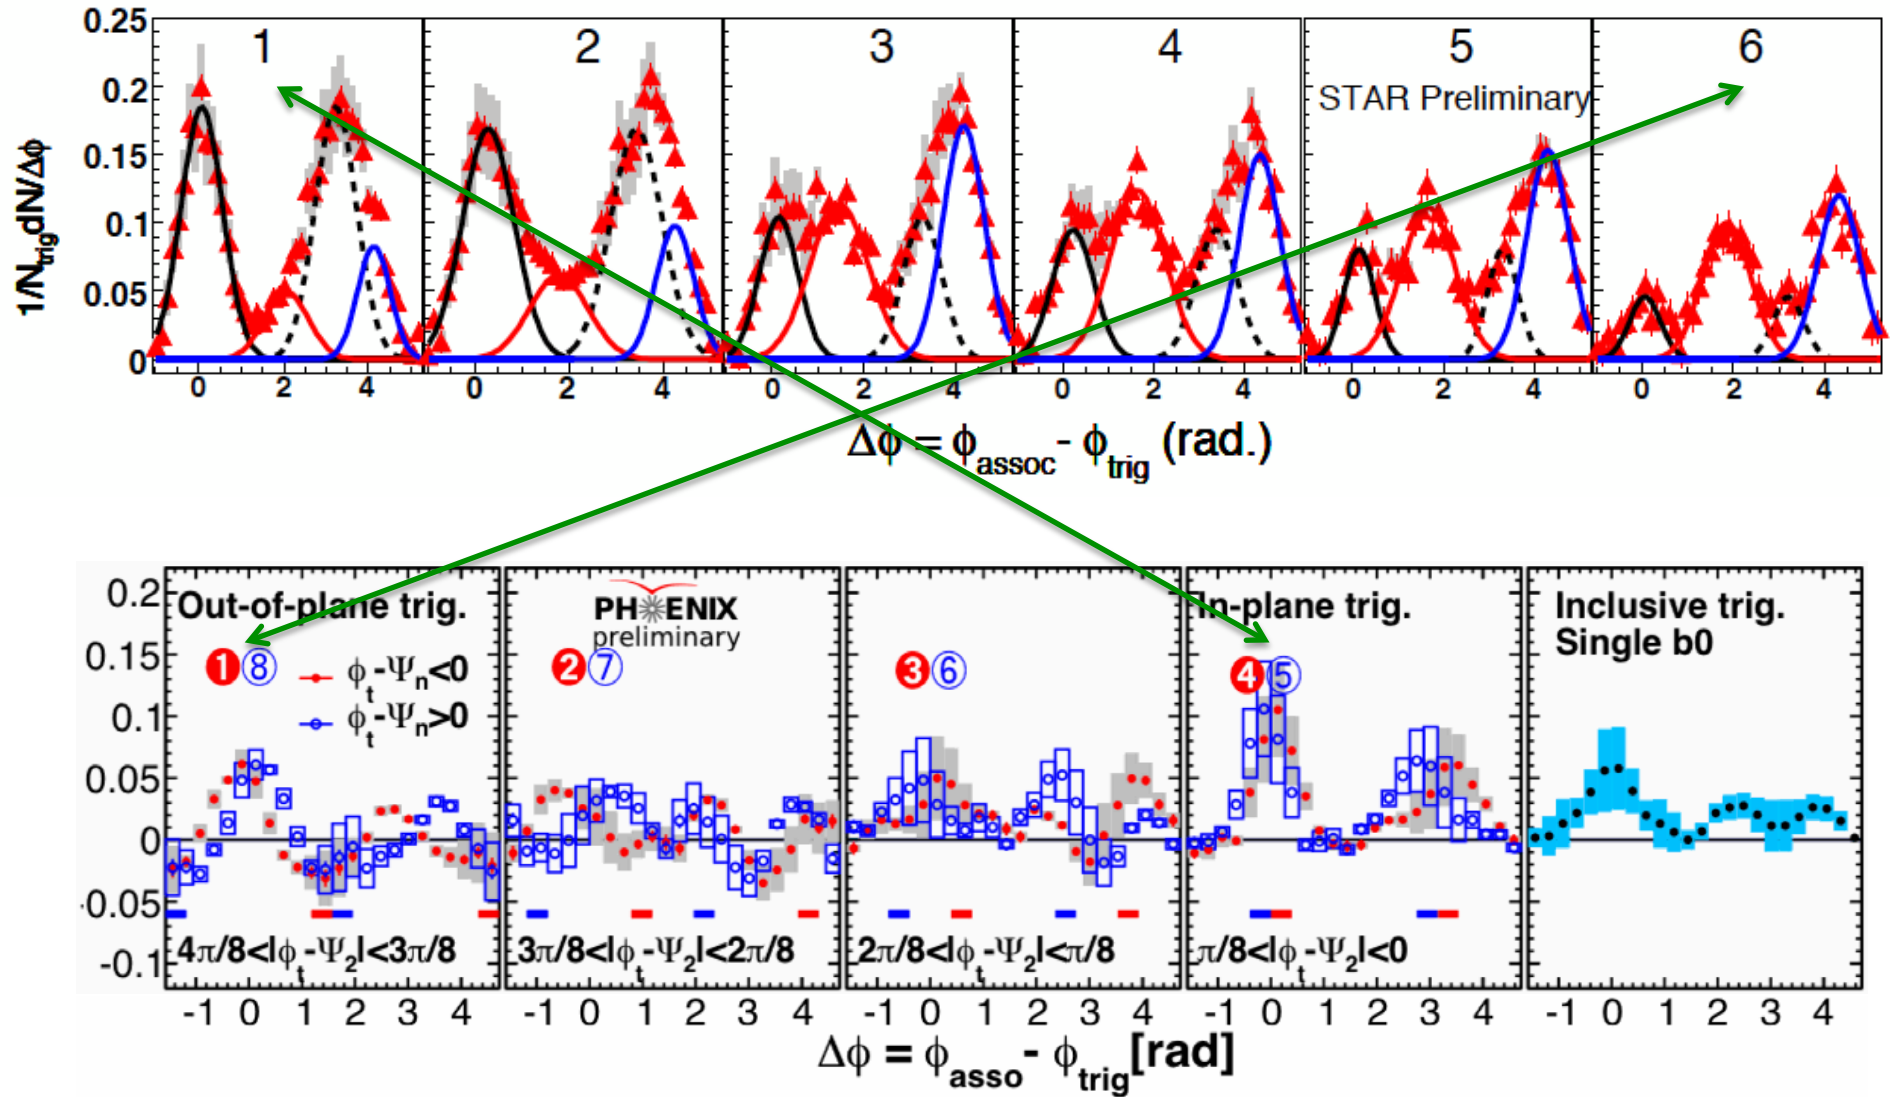 1 2 3 4 5 6
STAR Preliminary
0.25
0.2
0.15
0.1
0.05
0
1/N_trig dN/Δϕ
0 2 4 0 2 4 0 2 4 0 2 4 0 2 4 0 2 4
Δϕ = ϕ_assoc - ϕ_trig (rad.)
Out-of-plane trig.
1 8
ϕ_t-Ψ_n<0
ϕ_t-Ψ_n>0
4π/8<|ϕ_t-Ψ_2|<3π/8
PHENIX
preliminary
2 7
3π/8<|ϕ_t-Ψ_2|<2π/8
3 6
2π/8<|ϕ_t-Ψ_2|<π/8
In-plane trig.
4 5
π/8<|ϕ_t-Ψ_2|<0
Inclusive trig.
Single b0
0.2
0.15
0.1
0.05
0
-0.05
-0.1
-1 0 1 2 3 4 -1 0 1 2 3 4 -1 0 1 2 3 4 -1 0 1 2 3 4 -1 0 1 2 3 4
Δϕ = ϕ_asso- ϕ_trig[rad]